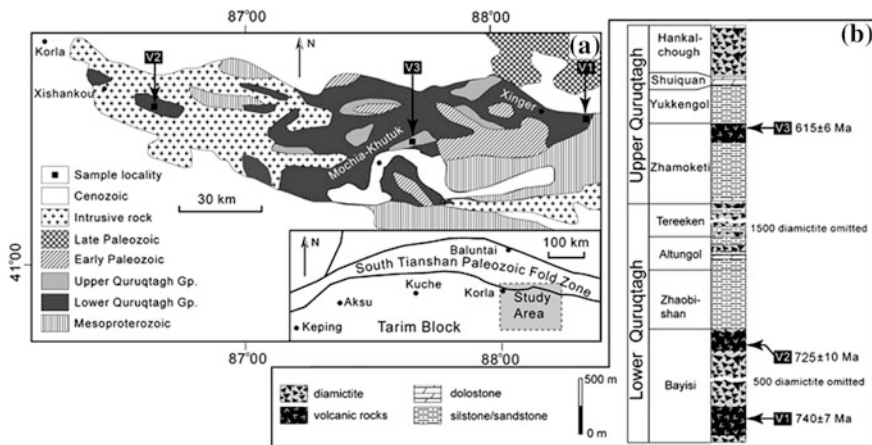 87°00'
88°00'
Korla
V2
N
(a)
V3
V1
Xishankou
Xinger
Mochia-Khutuk
Sample locality
Cenozoic
Intrusive rock
Late Paleozoic
Early Paleozoic
Upper Quruqtagh Gp.
Lower Quruqtagh Gp.
Mesoproterozoic
30 km
41°00'
N
100 km
Baluntai
South Tianshan Paleozoic Fold Zone
Kuche
Korla
Study
Area
Aksu
Keping
Tarim Block
87°00'
88°00'
diamictite
volcanic rocks
dolostone
silstone/sandstone
500 m
0 m
(b)
Upper Quruqtagh
Lower Quruqtagh
Hankal-
chough
Shuiquan
Yukkengol
Zhamoketi
Tereeken
Altungol
Zhaobi-
shan
Bayisi
V3 615±6 Ma
1500 diamictite omitted
V2 725±10 Ma
500 diamictite omitted
V1 740±7 Ma